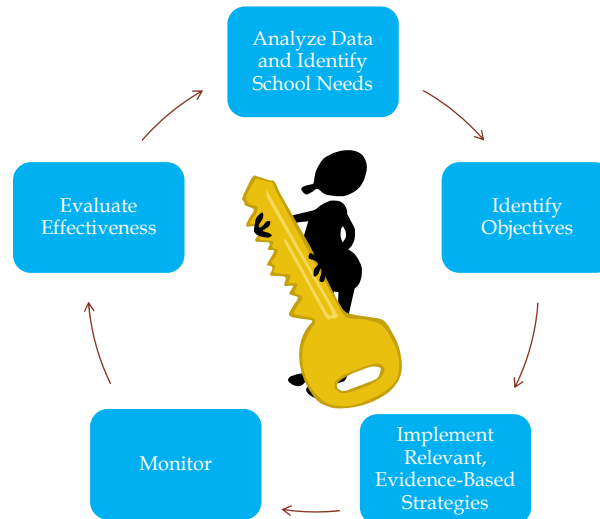 Analyze Data
and Identify
School Needs
Identify
Objectives
Implement
Relevant,
Evidence-Based
Strategies
Monitor
Evaluate
Effectiveness